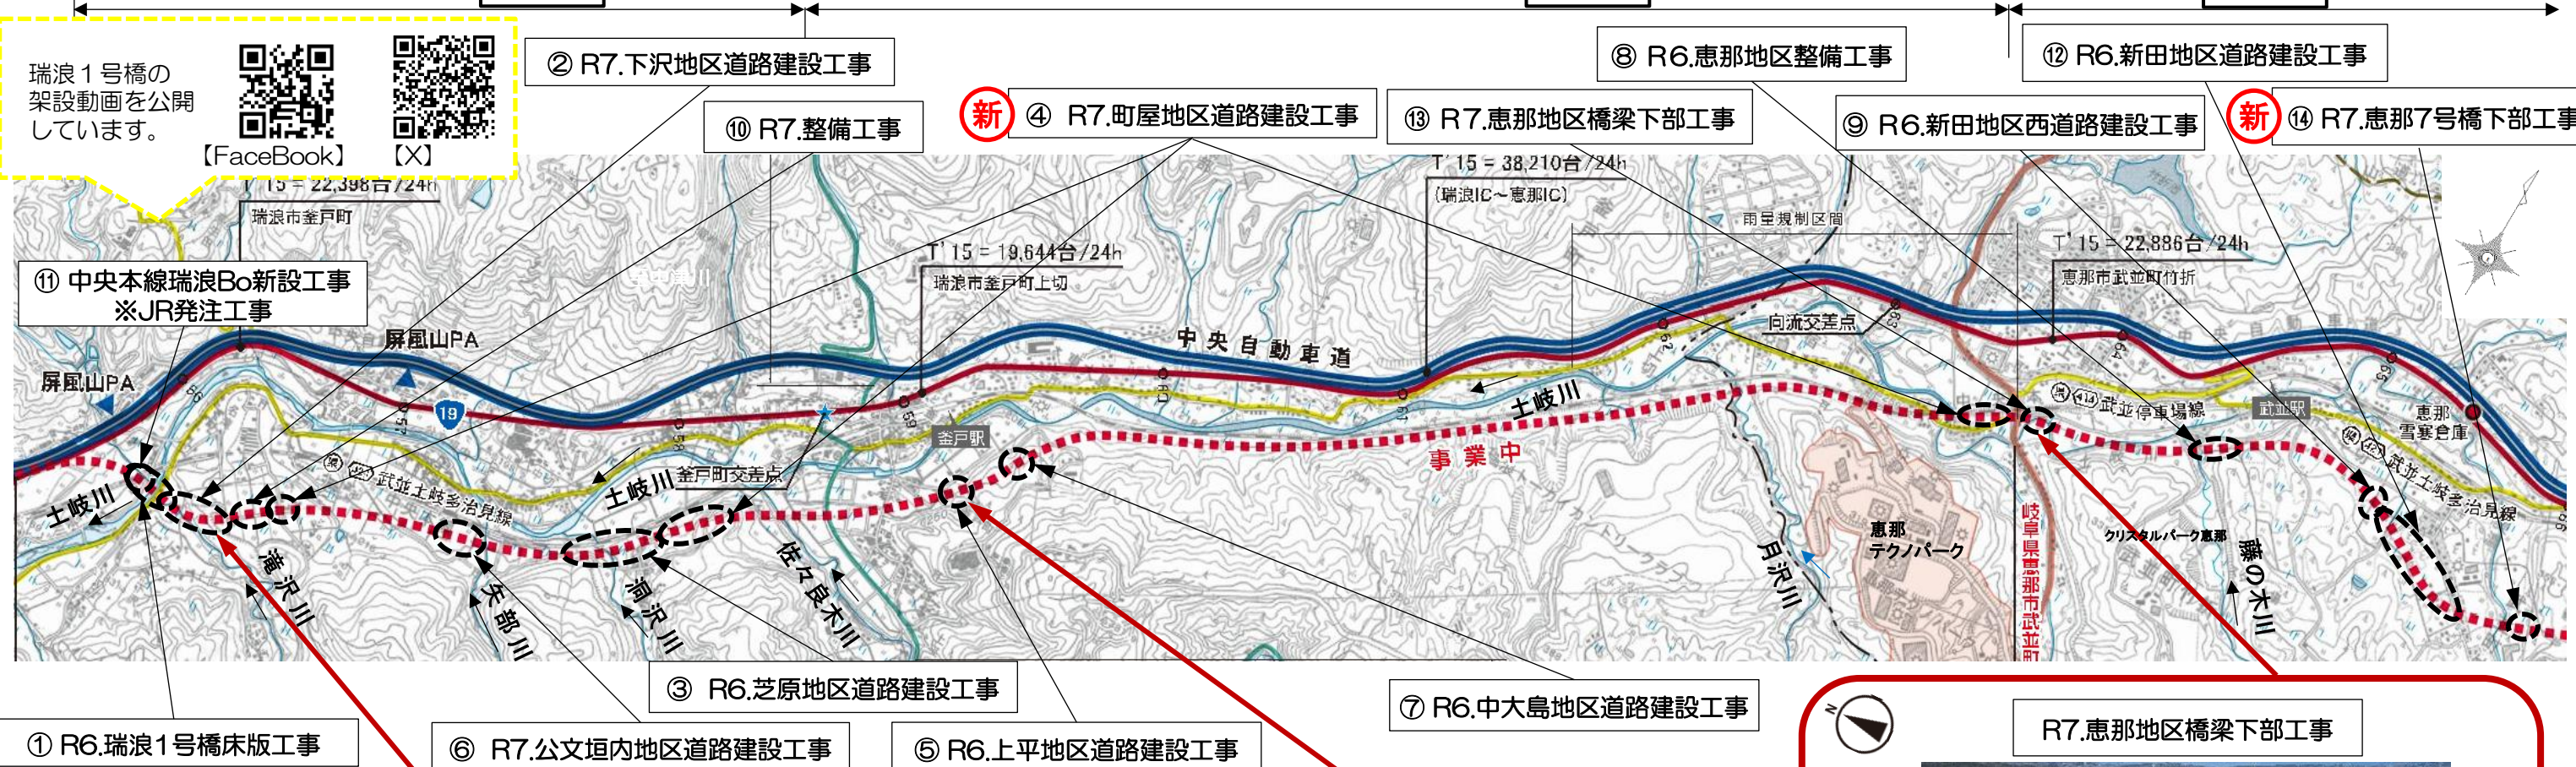 瑞浪１号橋の
架設動画を公開
しています。
【FaceBook】
【X】
② R7.下沢地区道路建設工事
⑧ R6.恵那地区整備工事
⑫ R6.新田地区道路建設工事
⑩ R7.整備工事
新
④ R7.町屋地区道路建設工事
⑬ R7.恵那地区橋梁下部工事
⑨ R6.新田地区西道路建設工事
新
⑭ R7.恵那7号橋下部工事
T'15 = 22,398台/24h
瑞浪市釜戸町
T'15 = 38,210台/24h
(瑞浪IC～恵那IC)
雨量規制区間
T'15 = 19,644台/24h
瑞浪市釜戸町上切
T'15 = 22,886台/24h
恵那市武並町竹折
⑪ 中央本線瑞浪Bo新設工事
※JR発注工事
屏風山PA
屏風山PA
19
中央自動車道
向流交差点
土岐川
武並停車場線
武並駅
恵那
雪寒倉庫
釜戸駅
事業中
武並土岐多治見線
釜戸町交差点
土岐川
土岐川
武並土岐多治見線
滝沢川
矢部川
洞沢川
佐々良木川
月沢川
恵那
テクノパーク
岐阜県恵那市武並町
クリスタルパーク恵那
藤の木川
③ R6.芝原地区道路建設工事
⑦ R6.中大島地区道路建設工事
① R6.瑞浪1号橋床版工事
⑥ R7.公文垣内地区道路建設工事
⑤ R6.上平地区道路建設工事
N
R7.恵那地区橋梁下部工事